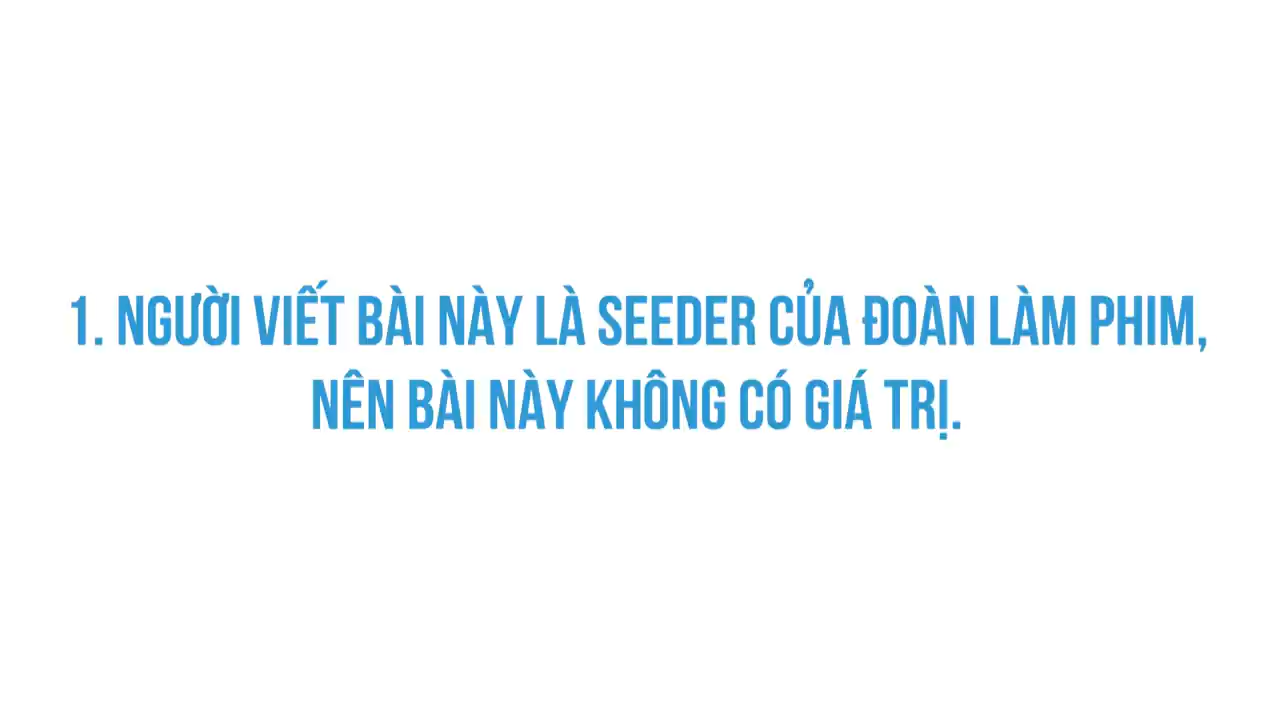 1. NGƯỜI VIẾT BÀI NÀY LÀ SEEDER CỦA ĐOÀN LÀM PHIM,
NÊN BÀI NÀY KHÔNG CÓ GIÁ TRỊ.